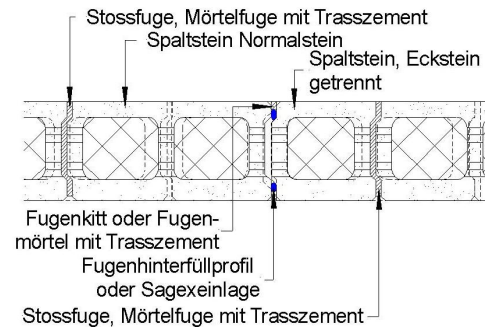 Stossfuge, Mörtelfuge mit Trasszement
Spaltstein Normalstein
Spaltstein, Eckstein
getrennt
Fugenkitt oder Fugen-
mörtel mit Trasszement
Fugenhinterfüllprofil
oder Sagexeinlage
Stossfuge, Mörtelfuge mit Trasszement